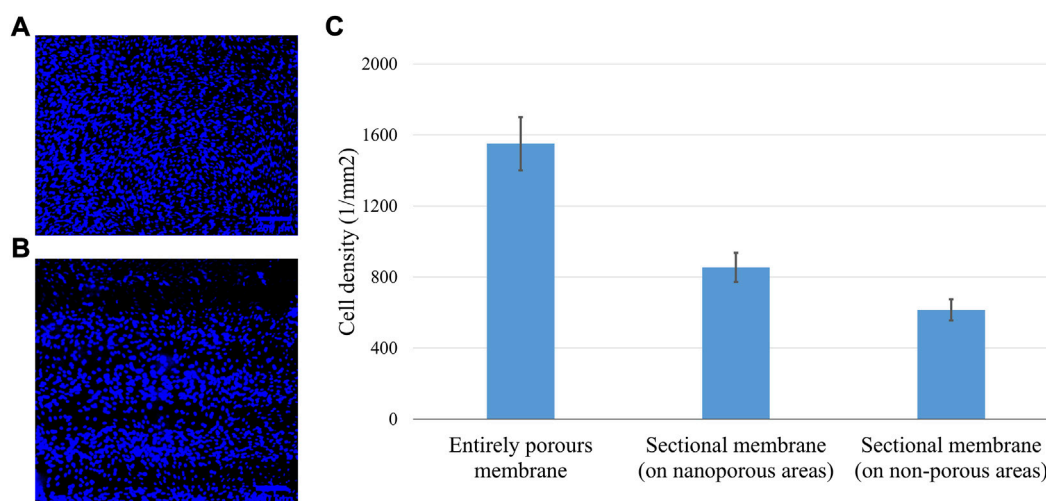 A
B
C
Cell density (1/mm2)
2000
1600
1200
800
400
0
Entirely porours
membrane
Sectional membrane
(on nanoporous areas)
Sectional membrane
(on non-porous areas)